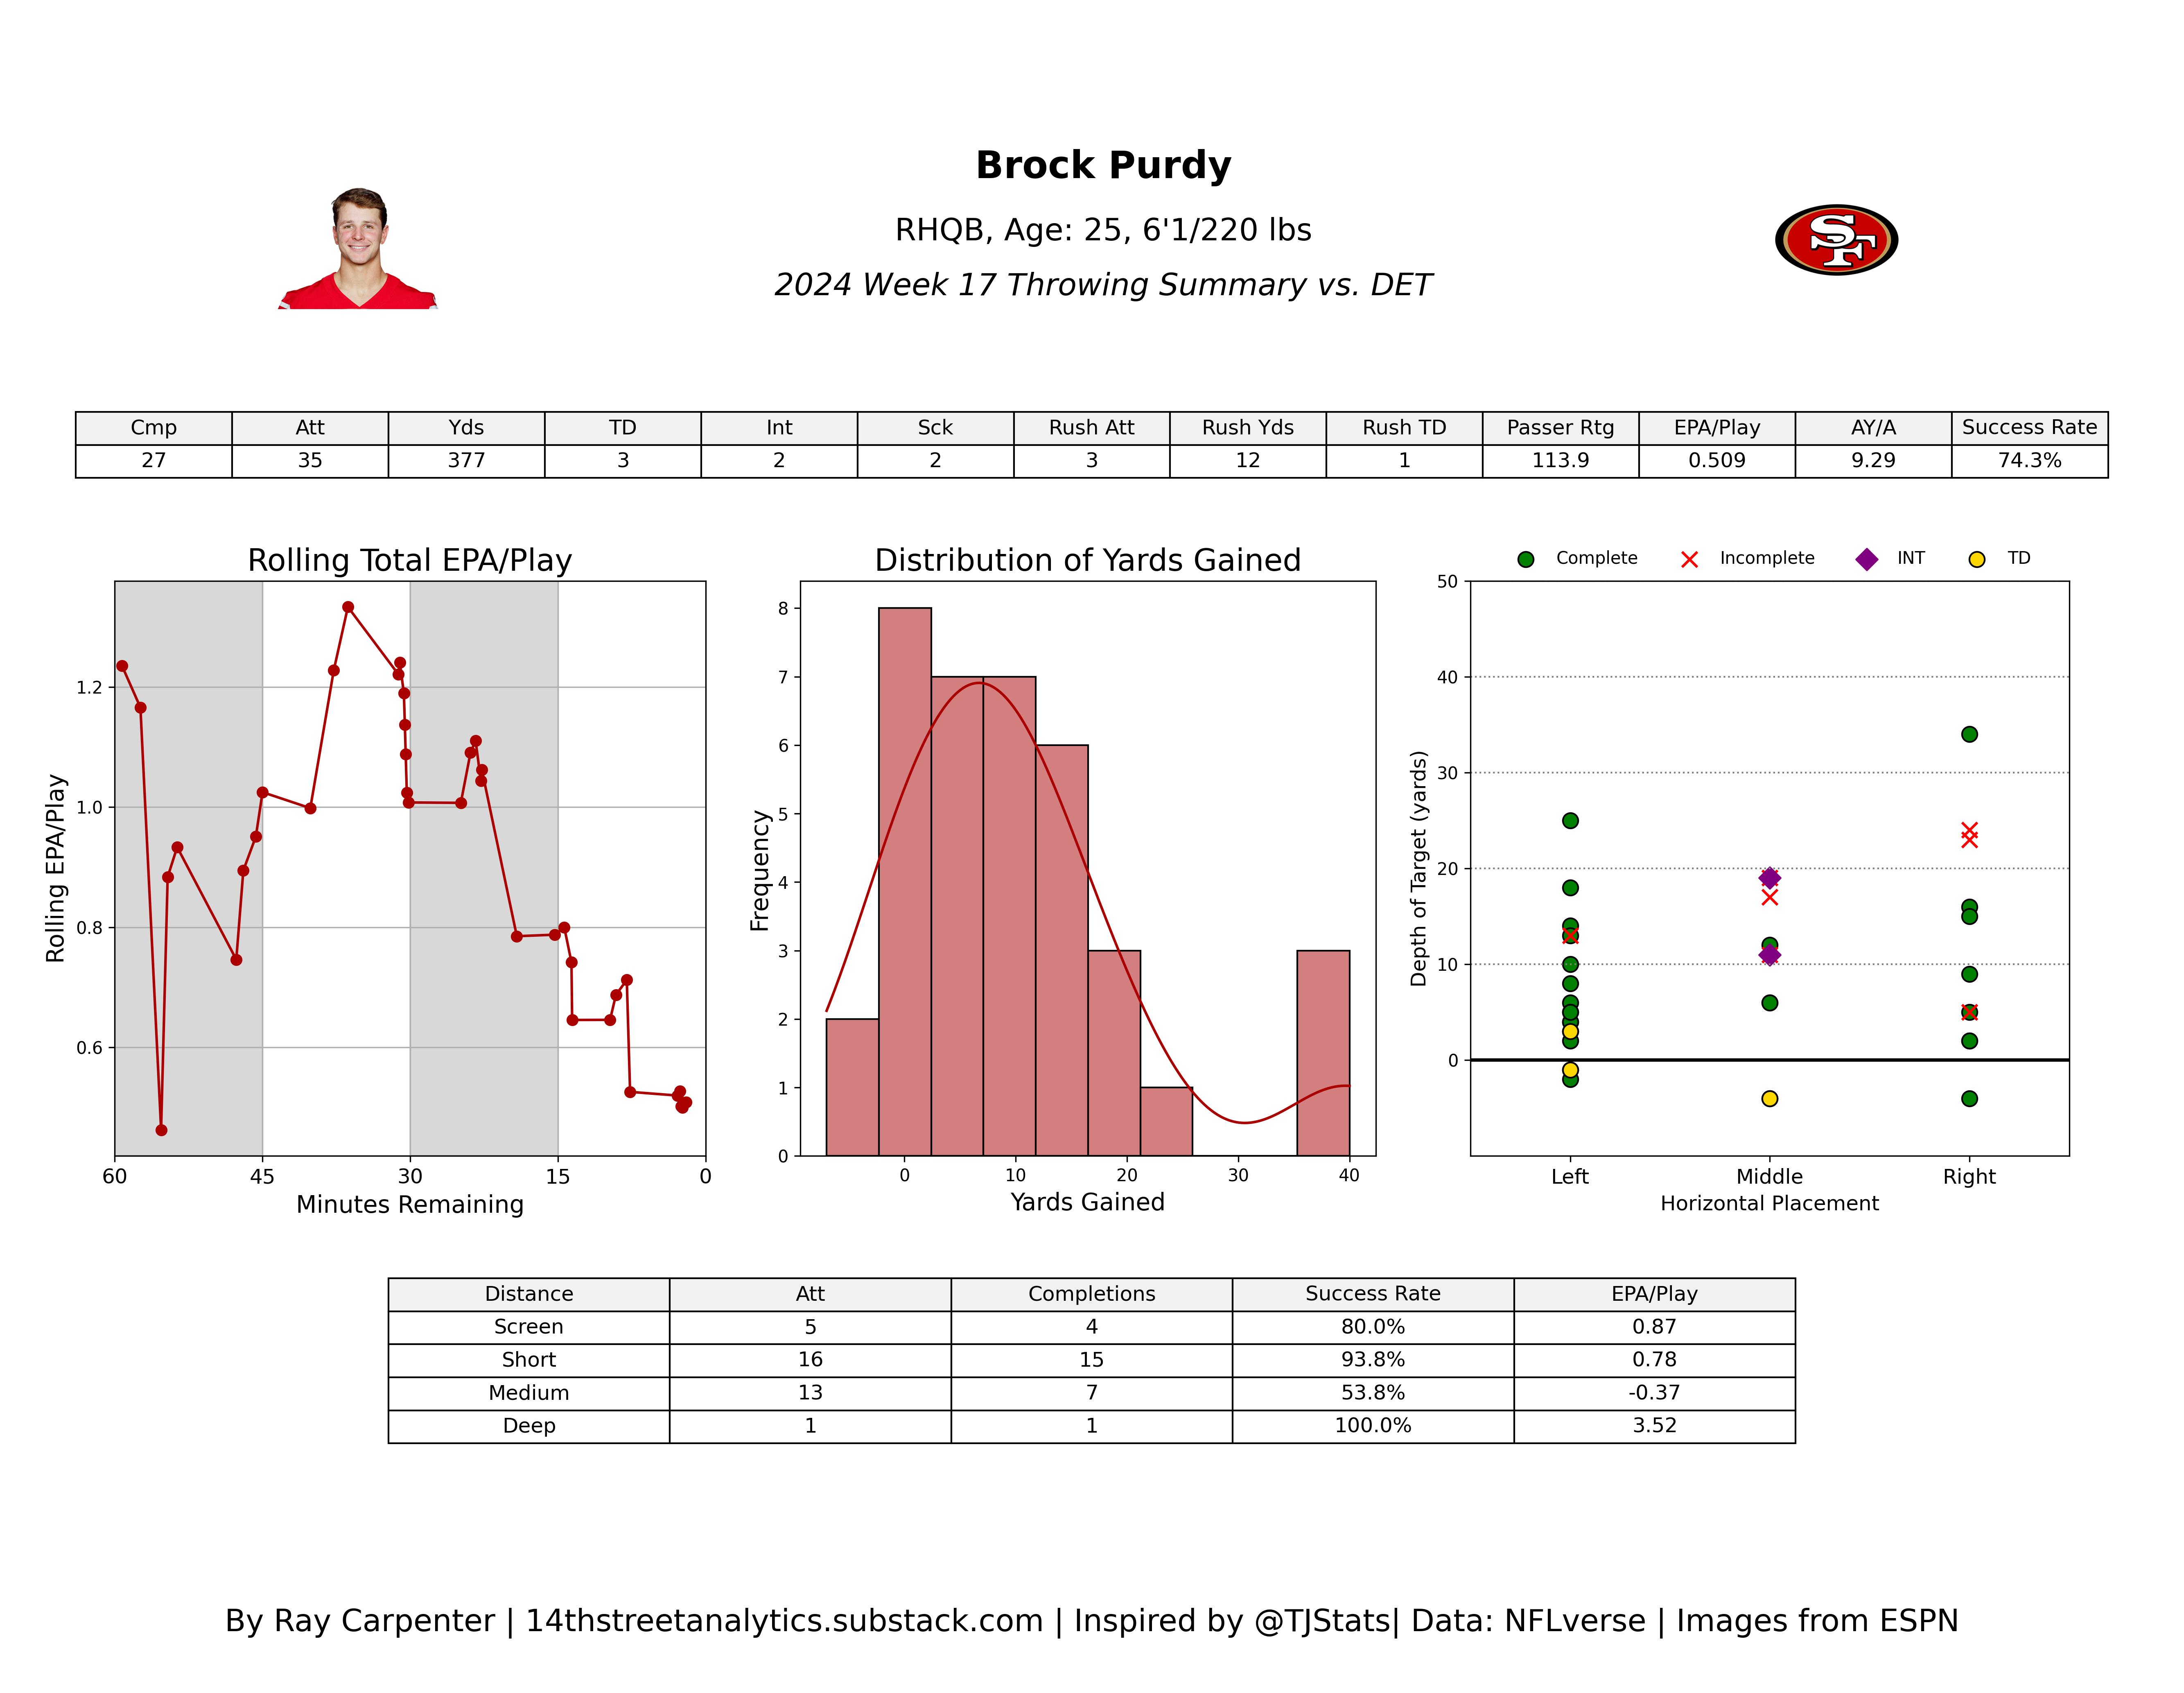 Brock Purdy
RHQB, Age: 25, 6'1/220 lbs
2024 Week 17 Throwing Summary vs. DET
SF
Cmp Att Yds TD Int Sck Rush Att Rush Yds Rush TD Passer Rtg EPA/Play AY/A Success Rate
27 35 377 3 2 2 3 12 1 113.9 0.509 9.29 74.3%
Rolling Total EPA/Play
Rolling EPA/Play
1.2
1.0
0.8
0.6
60 45 30 15 0
Minutes Remaining
Distribution of Yards Gained
Frequency
8
7
6
5
4
3
2
1
0
0 10 20 30 40
Yards Gained
Complete Incomplete INT TD
Depth of Target (yards)
50
40
30
20
10
0
Left Middle Right
Horizontal Placement
Distance Att Completions Success Rate EPA/Play
Screen 5 4 80.0% 0.87
Short 16 15 93.8% 0.78
Medium 13 7 53.8% -0.37
Deep 1 1 100.0% 3.52
By Ray Carpenter | 14thstreetanalytics.substack.com | Inspired by @TJStats| Data: NFLverse | Images from ESPN